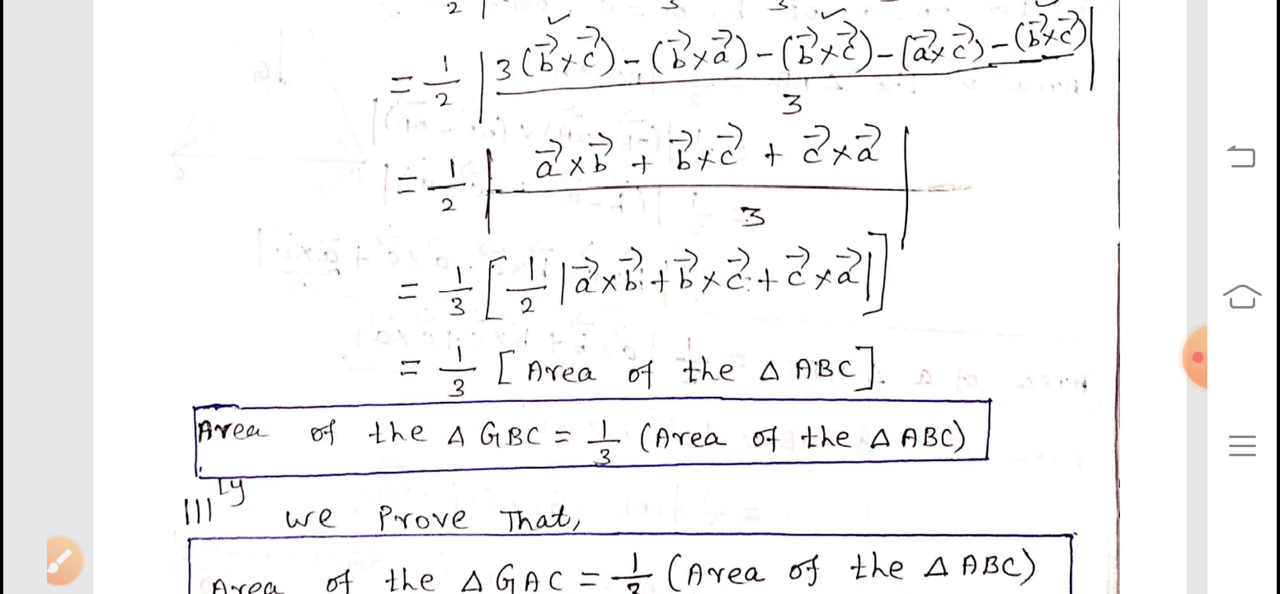 = 1/2 |3(b⃗×c⃗)-(b⃗×a⃗)-(b⃗×c⃗)-(a⃗×c⃗)-(b⃗×c⃗) / 3|
= 1/2 |a⃗×b⃗ + b⃗×c⃗ + c⃗×a⃗ / 3|
= 1/3 [1/2 |a⃗×b⃗+b⃗×c⃗+c⃗×a⃗|]
= 1/3 [Area of the Δ ABC].
Area of the Δ GBC = 1/3 (Area of the Δ ABC)
|||ly we Prove That,
Area of the Δ GAC = 1/3 (Area of the Δ ABC)